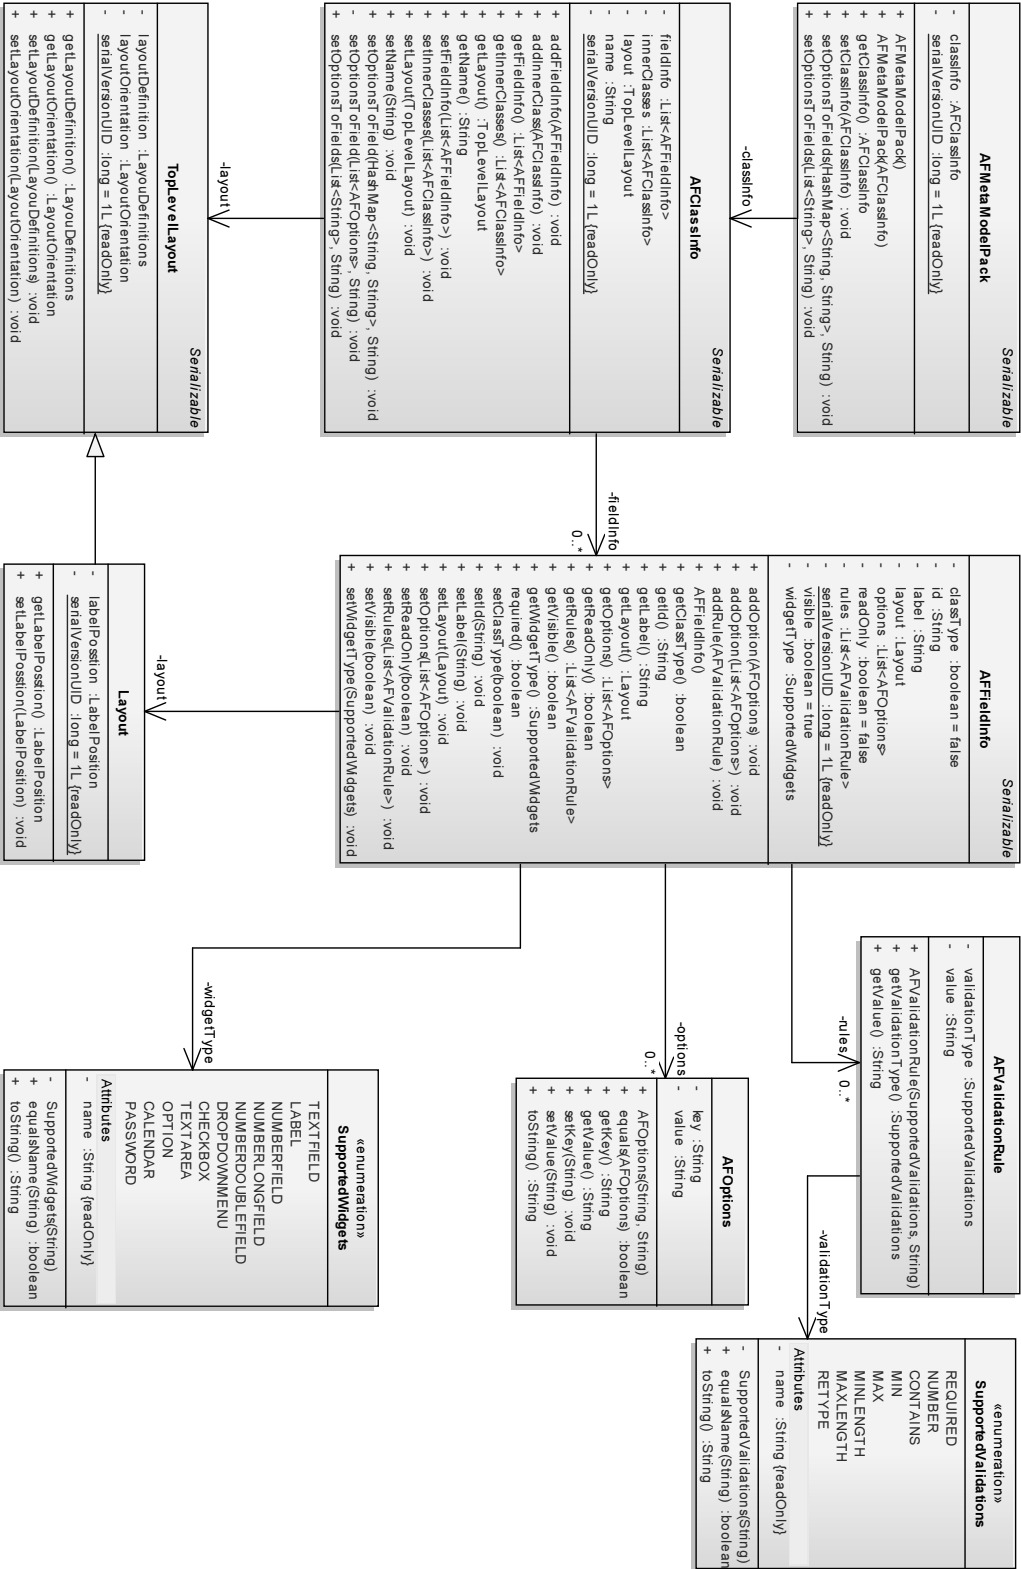 Serializable
AFMetaModelPack
- classInfo :AFClassInfo
- serialVersionUID :long = 1L {readOnly}
+ AFMetaModelPack()
+ AFMetaModelPack(AFClassInfo)
+ getClassInfo() :AFClassInfo
+ setClassInfo(AFClassInfo) :void
+ setOptionsToFields(HashMap<String, String>, String) :void
+ setOptionsToFields(List<String>, String) :void
-classInfo
Serializable
AFClassInfo
- fieldInfo :List<AFFieldInfo>
- innerClasses :List<AFClassInfo>
- layout :TopLevelLayout
- name :String
- serialVersionUID :long = 1L {readOnly}
+ addFieldInfo(AFFieldInfo) :void
+ addInnerClass(AFClassInfo) :void
+ getFieldInfo() :List<AFFieldInfo>
+ getInnerClasses() :List<AFClassInfo>
+ getLayout() :TopLevelLayout
+ getName() :String
+ setFieldInfo(List<AFFieldInfo>) :void
+ setInnerClasses(List<AFClassInfo>) :void
+ setLayout(TopLevelLayout) :void
+ setName(String) :void
+ setOptionsToField(HashMap<String, String>, String) :void
- setOptionsToField(List<AFOptions>, String) :void
+ setOptionsToFields(List<String>, String) :void
-layout
Serializable
TopLevelLayout
- layoutDefinition :LayouDefinitions
- layoutOrientation :LayoutOrientation
- serialVersionUID :long = 1L {readOnly}
+ getLayoutDefinition() :LayouDefinitions
+ getLayoutOrientation() :LayoutOrientation
+ setLayoutDefinition(LayouDefinitions) :void
+ setLayoutOrientation(LayoutOrientation) :void
-fieldInfo
0..*
Serializable
AFFieldInfo
- classType :boolean = false
- id :String
- label :String
- layout :Layout
- options :List<AFOptions>
- readOnly :boolean = false
- rules :List<AFValidationRule>
- serialVersionUID :long = 1L {readOnly}
- visible :boolean = true
- widgetType :SupportedWidgets
+ addOption(AFOptions) :void
+ addOption(List<AFOptions>) :void
+ addRule(AFValidationRule) :void
+ AFFieldInfo()
+ getClassType() :boolean
+ getId() :String
+ getLabel() :String
+ getLayout() :Layout
+ getOptions() :List<AFOptions>
+ getReadOnly() :boolean
+ getRules() :List<AFValidationRule>
+ getVisible() :boolean
+ getWidgetType() :SupportedWidgets
+ required() :boolean
+ setClassType(boolean) :void
+ setId(String) :void
+ setLabel(String) :void
+ setLayout(Layout) :void
+ setOptions(List<AFOptions>) :void
+ setReadOnly(boolean) :void
+ setRules(List<AFValidationRule>) :void
+ setVisible(boolean) :void
+ setWidgetType(SupportedWidgets) :void
-layout
Layout
- labelPosstion :LabelPosition
- serialVersionUID :long = 1L {readOnly}
+ getLabelPosstion() :LabelPosition
+ setLabelPosstion(LabelPosition) :void
AFValidationRule
- validationType :SupportedValidations
- value :String
+ AFValidationRule(SupportedValidations, String)
+ getValidationType() :SupportedValidations
+ getValue() :String
-rules
0..*
-options
0..*
AFOptions
- key :String
- value :String
+ AFOptions(String, String)
+ equals(AFOptions) :boolean
+ getKey() :String
+ getValue() :String
+ setKey(String) :void
+ setValue(String) :void
+ toString() :String
-widgetType
«enumeration»
SupportedWidgets
TEXTFIELD
LABEL
NUMBERFIELD
NUMBERLONGFIELD
NUMBERDOUBLEFIELD
DROPDOWNMENU
CHECKBOX
TEXTAREA
OPTION
CALENDAR
PASSWORD
Attributes
- name :String {readOnly}
- SupportedWidgets(String)
+ equalsName(String) :boolean
+ toString() :String
-validationType
«enumeration»
SupportedValidations
REQUIRED
NUMBER
CONTAINS
MIN
MAX
MINLENGTH
MAXLENGTH
RETYPE
Attributes
- name :String {readOnly}
- SupportedValidations(String)
+ equalsName(String) :boolean
+ toString() :String